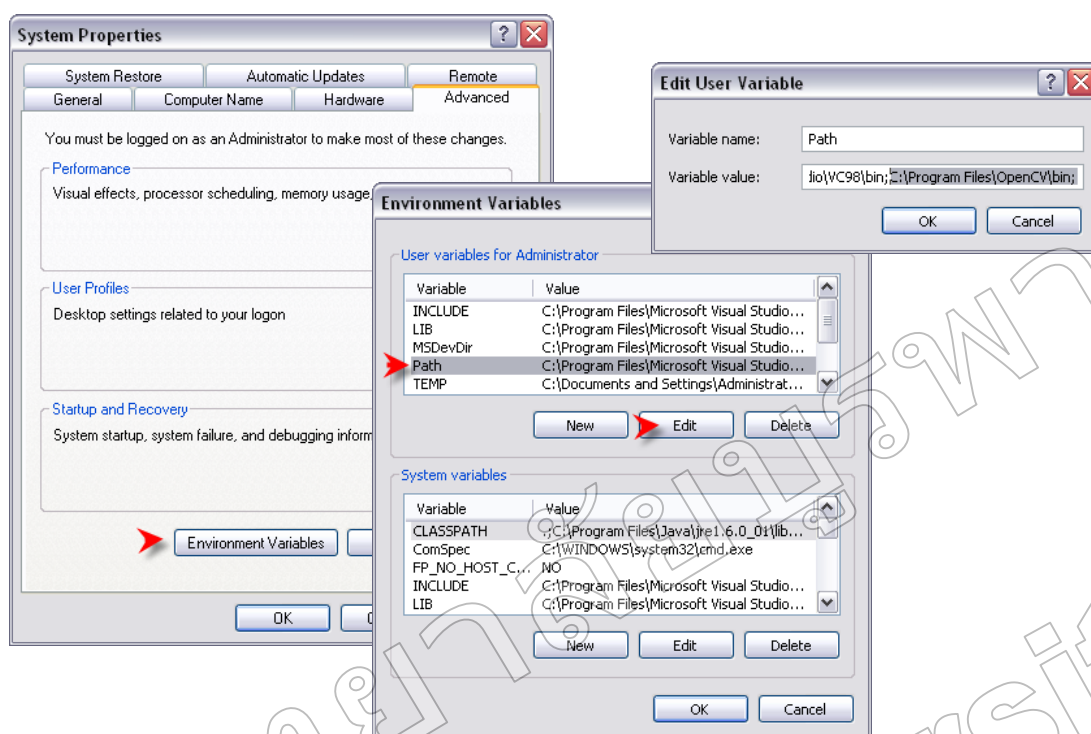 System Properties
System Restore Automatic Updates Remote
General Computer Name Hardware Advanced
You must be logged on as an Administrator to make most of these changes.
Performance
Visual effects, processor scheduling, memory usage,
User Profiles
Desktop settings related to your logon
Startup and Recovery
System startup, system failure, and debugging inform
Environment Variables
OK
Environment Variables
User variables for Administrator
Variable Value
INCLUDE C:\Program Files\Microsoft Visual Studio...
LIB C:\Program Files\Microsoft Visual Studio...
MSDevDir C:\Program Files\Microsoft Visual Studio...
Path C:\Program Files\Microsoft Visual Studio...
TEMP C:\Documents and Settings\Administrat...
New Edit Delete
System variables
Variable Value
CLASSPATH .;C:\Program Files\Java\jre1.6.0_01\lib...
ComSpec C:\WINDOWS\system32\cmd.exe
FP_NO_HOST_C... NO
INCLUDE C:\Program Files\Microsoft Visual Studio...
LIB C:\Program Files\Microsoft Visual Studio...
New Edit Delete
OK Cancel
Edit User Variable
Variable name: Path
Variable value: dio\VC98\bin;C:\Program Files\OpenCV\bin;
OK Cancel